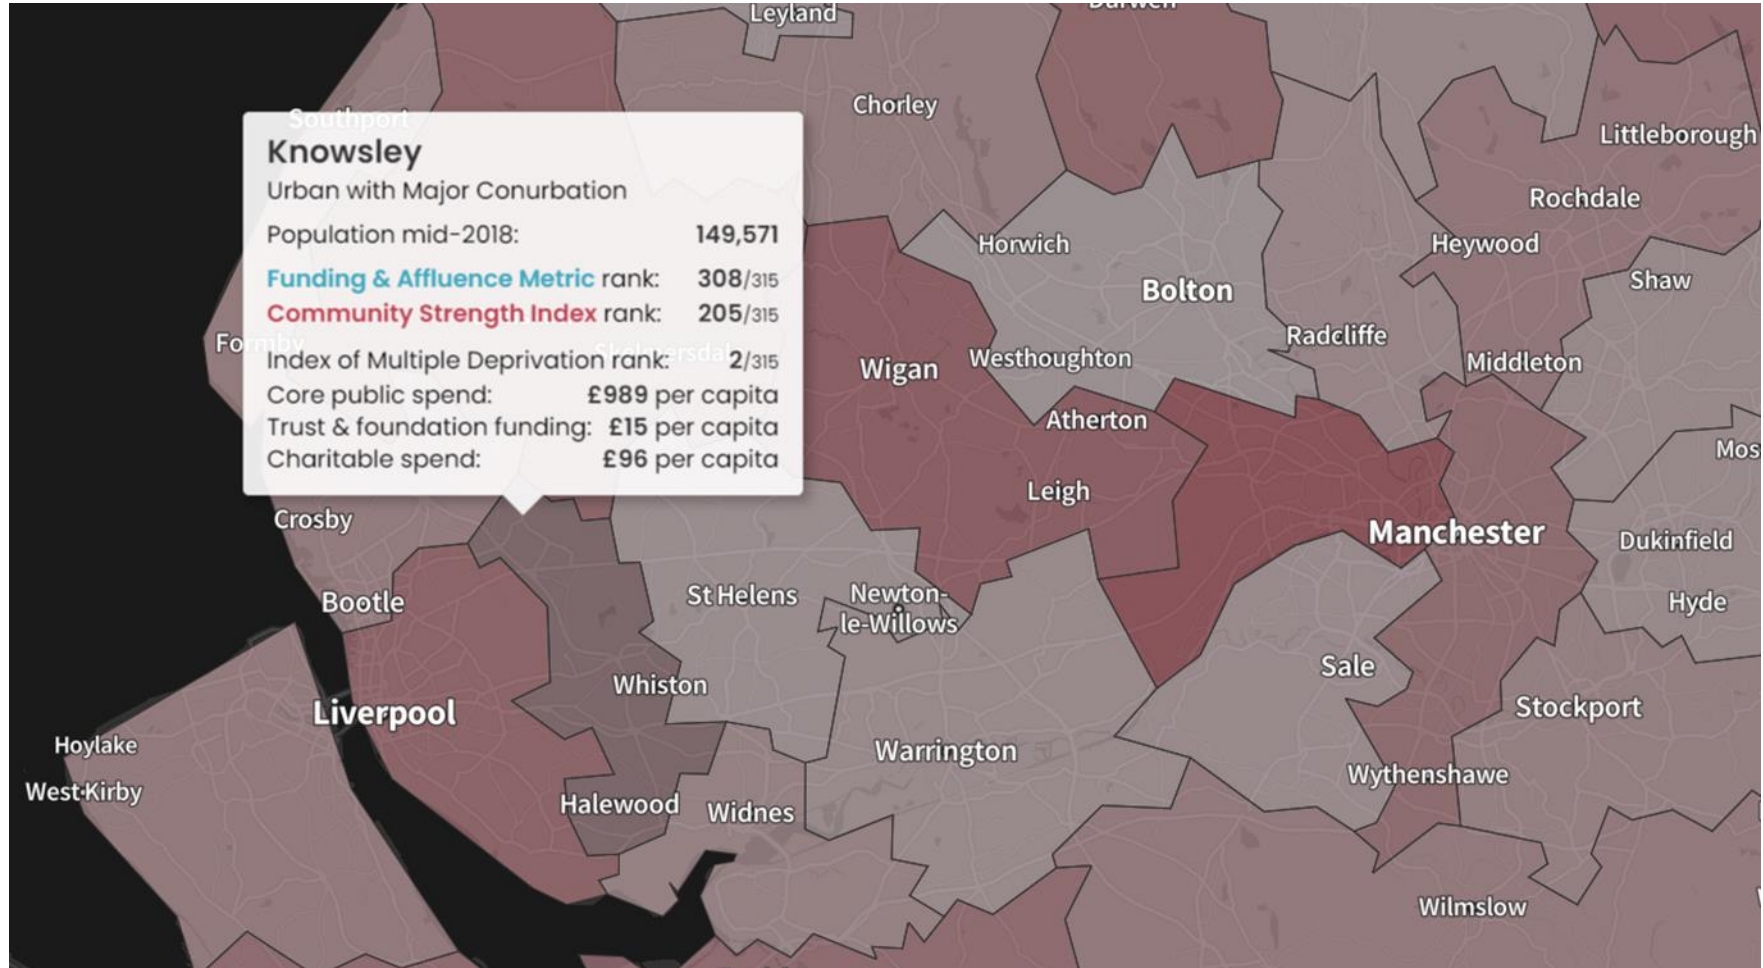 Leyland
Darwen
Chorley
Southport
Littleborough
Knowsley
Urban with Major Conurbation
Population mid-2018: 149,571
Funding & Affluence Metric rank: 308/315
Community Strength Index rank: 205/315
Index of Multiple Deprivation rank: 2/315
Core public spend: £989 per capita
Trust & foundation funding: £15 per capita
Charitable spend: £96 per capita
Rochdale
Horwich
Heywood
Shaw
Bolton
Radcliffe
Formby
Skelmersdale
Wigan
Westhoughton
Middleton
Atherton
Mos
Leigh
Crosby
Manchester
Dukinfield
Bootle
St Helens
Newton-
le-Willows
Hyde
Whiston
Sale
Liverpool
Stockport
Hoylake
Warrington
West Kirby
Wythenshawe
Halewood
Widnes
Wilmslow